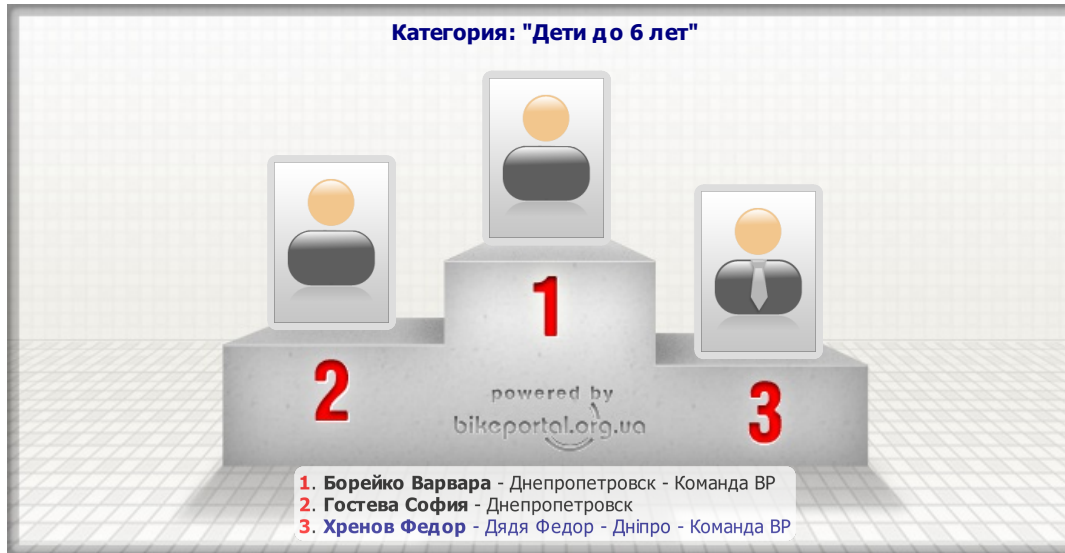 Категория: "Дети до 6 лет"
1
2
3
powered by
bikeportal.org.ua
1. Борейко Варвара - Днепропетровск - Команда ВР
2. Гостева София - Днепропетровск
3. Хренов Федор - Дядя Федор - Дніпро - Команда ВР